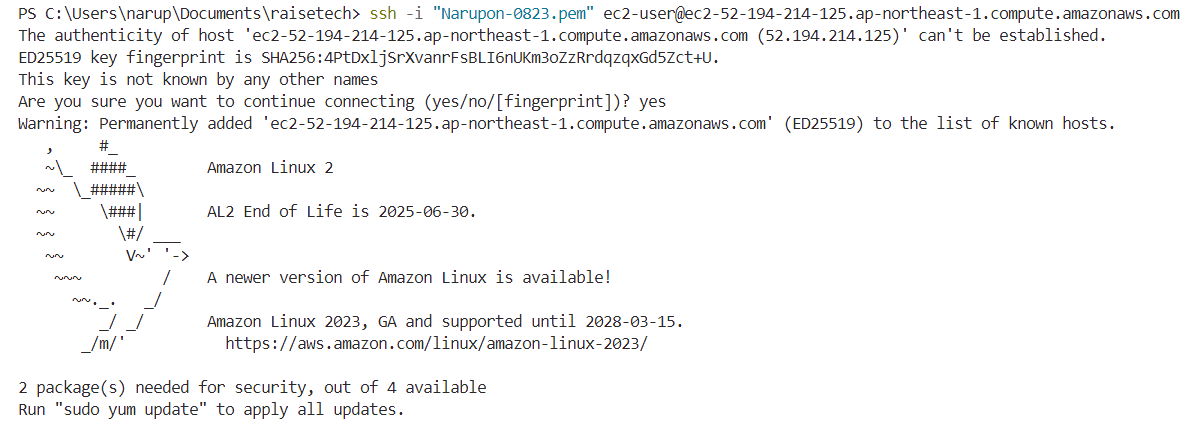 PS C:\Users\narup\Documents\raisetech> ssh -i "Narupon-0823.pem" ec2-user@ec2-52-194-214-125.ap-northeast-1.compute.amazonaws.com
The authenticity of host 'ec2-52-194-214-125.ap-northeast-1.compute.amazonaws.com (52.194.214.125)' can't be established.
ED25519 key fingerprint is SHA256:4PtDxljSrXvanrFsBLI6nUKm3oZzRrdqzqxGd5Zct+U.
This key is not known by any other names
Are you sure you want to continue connecting (yes/no/[fingerprint])? yes
Warning: Permanently added 'ec2-52-194-214-125.ap-northeast-1.compute.amazonaws.com' (ED25519) to the list of known hosts.
   ,     #_
   ~\_  ####_        Amazon Linux 2
  ~~  \_#####\
  ~~     \###|       AL2 End of Life is 2025-06-30.
  ~~       \#/ ___
   ~~       V~' '->
    ~~~         /    A newer version of Amazon Linux is available!
      ~~._.   _/
         _/ _/       Amazon Linux 2023, GA and supported until 2028-03-15.
       _/m/'           https://aws.amazon.com/linux/amazon-linux-2023/
2 package(s) needed for security, out of 4 available
Run "sudo yum update" to apply all updates.